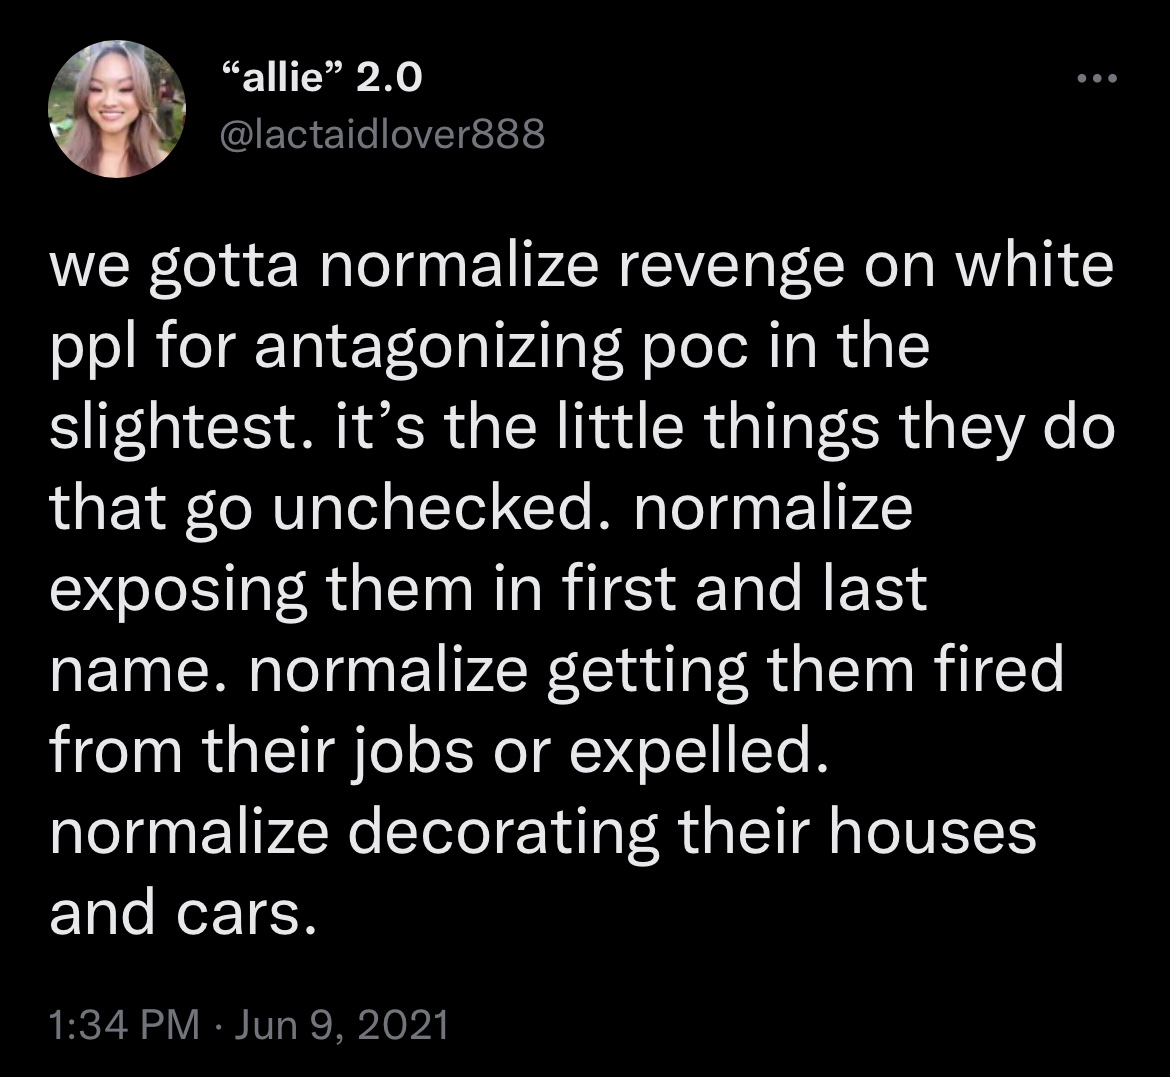 “allie” 2.0
@lactaidlover888
we gotta normalize revenge on white
ppl for antagonizing poc in the
slightest. it’s the little things they do
that go unchecked. normalize
exposing them in first and last
name. normalize getting them fired
from their jobs or expelled.
normalize decorating their houses
and cars.
1:34 PM · Jun 9, 2021